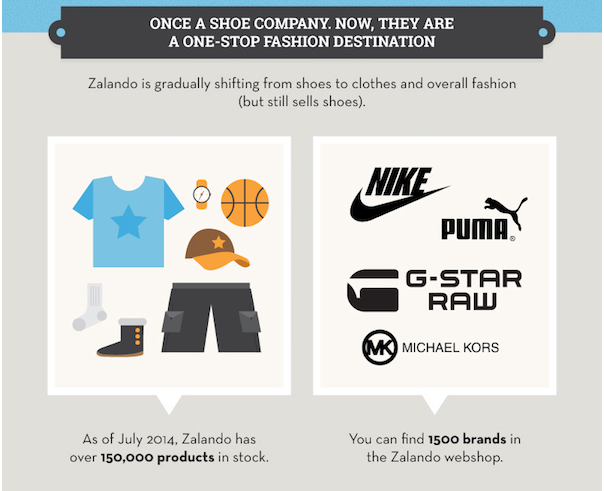 ONCE A SHOE COMPANY. NOW, THEY ARE
A ONE-STOP FASHION DESTINATION
Zalando is gradually shifting from shoes to clothes and overall fashion
(but still sells shoes).
NIKE
PUMA®
G-STAR
RAW
MK MICHAEL KORS
As of July 2014, Zalando has
over 150,000 products in stock.
You can find 1500 brands in
the Zalando webshop.